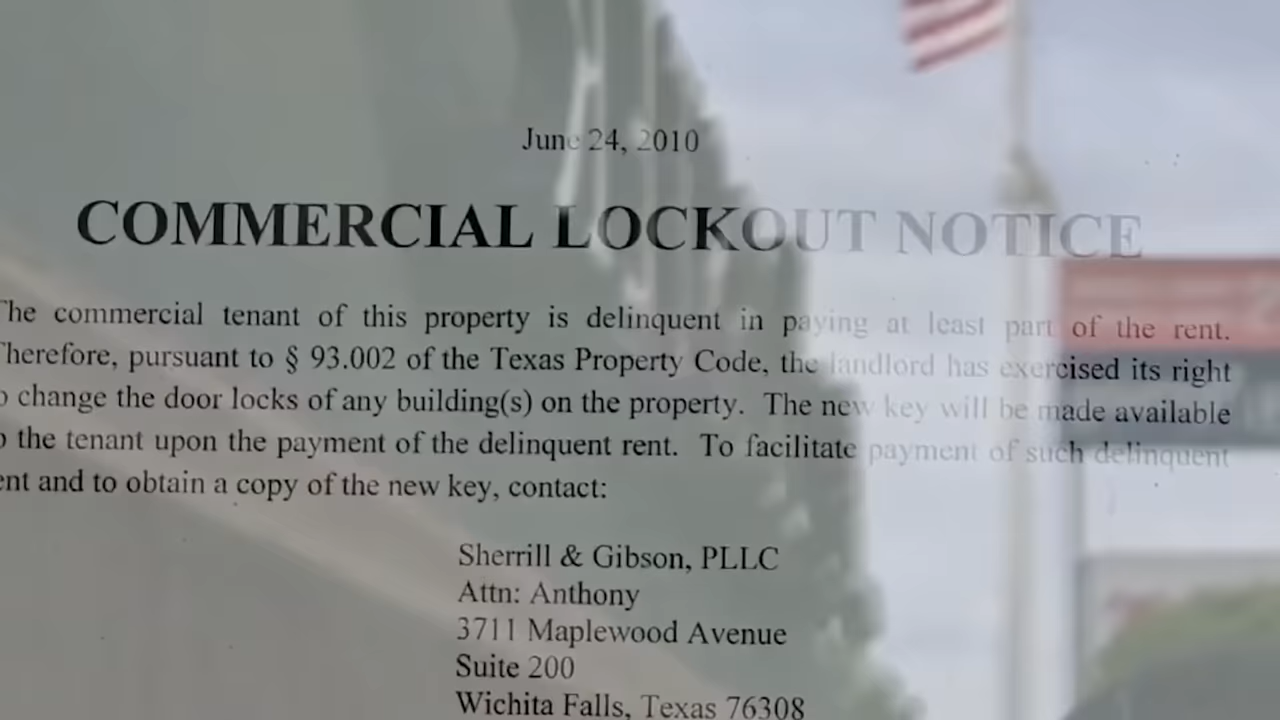 June 24, 2010
COMMERCIAL LOCKOUT NOTICE
The commercial tenant of this property is delinquent in paying at least part of the rent.
Therefore, pursuant to § 93.002 of the Texas Property Code, the landlord has exercised its right
o change the door locks of any building(s) on the property. The new key will be made available
o the tenant upon the payment of the delinquent rent. To facilitate payment of such delinquent
ent and to obtain a copy of the new key, contact:
Sherrill & Gibson, PLLC
Attn: Anthony
3711 Maplewood Avenue
Suite 200
Wichita Falls, Texas 76308